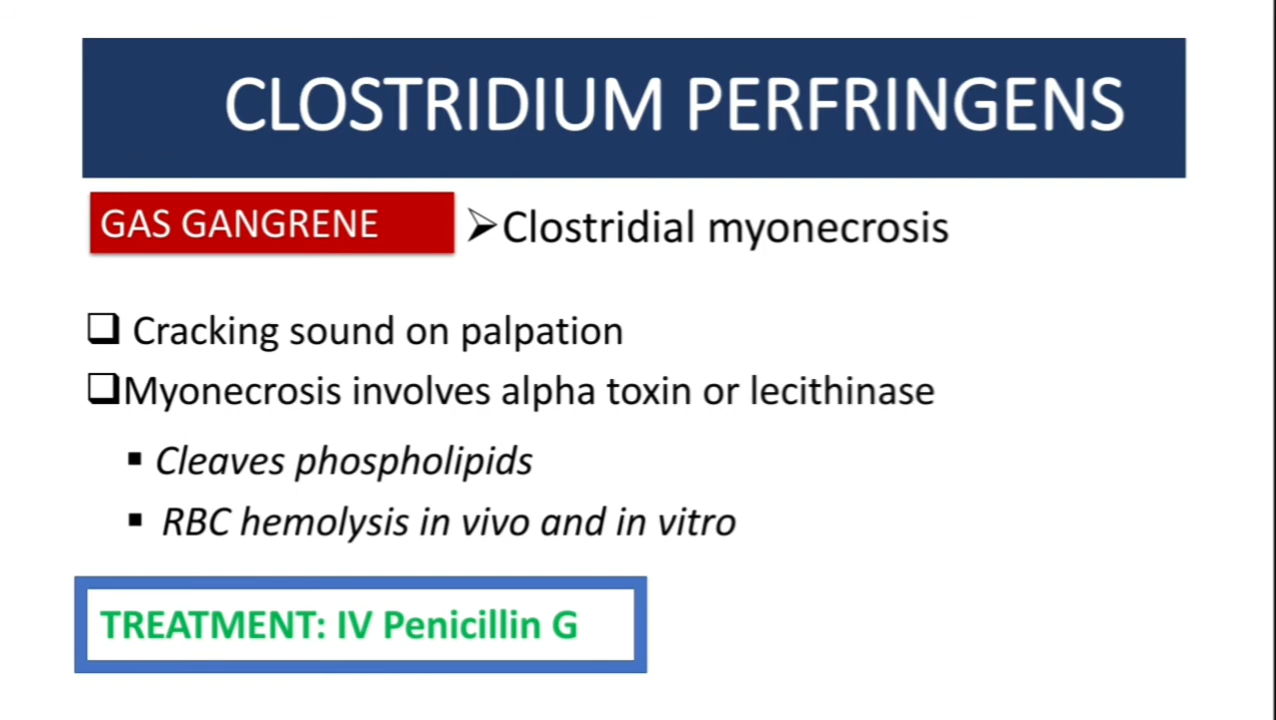 CLOSTRIDIUM PERFRINGENS
GAS GANGRENE
➢Clostridial myonecrosis
❑ Cracking sound on palpation
❑Myonecrosis involves alpha toxin or lecithinase
▪ Cleaves phospholipids
▪ RBC hemolysis in vivo and in vitro
TREATMENT: IV Penicillin G